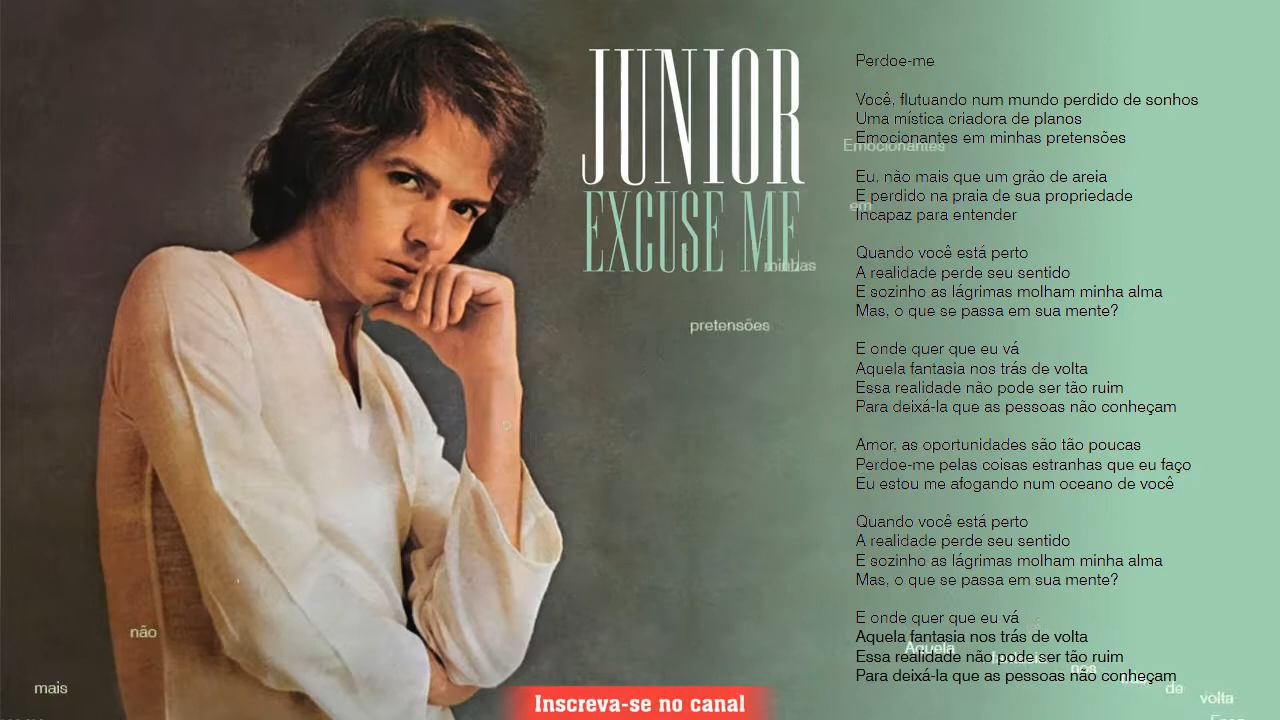 JUNIOR
EXCUSE ME
Perdoe-me
Você, flutuando num mundo perdido de sonhos
Uma mística criadora de planos
Emocionantes em minhas pretensões
Eu, não mais que um grão de areia
E perdido na praia de sua propriedade
Incapaz para entender
Quando você está perto
A realidade perde seu sentido
E sozinho as lágrimas molham minha alma
Mas, o que se passa em sua mente?
E onde quer que eu vá
Aquela fantasia nos trás de volta
Essa realidade não pode ser tão ruim
Para deixá-la que as pessoas não conheçam
Amor, as oportunidades são tão poucas
Perdoe-me pelas coisas estranhas que eu faço
Eu estou me afogando num oceano de você
Quando você está perto
A realidade perde seu sentido
E sozinho as lágrimas molham minha alma
Mas, o que se passa em sua mente?
E onde quer que eu vá
Aquela fantasia nos trás de volta
Essa realidade não pode ser tão ruim
Para deixá-la que as pessoas não conheçam
Emocionantes
em
minhas
pretensões
não
mais
Aquela
nos
de
volta
Inscreva-se no canal